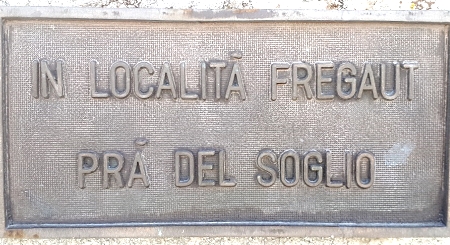 IN LOCALITÀ FREGAUT
PRÀ DEL SOGLIO